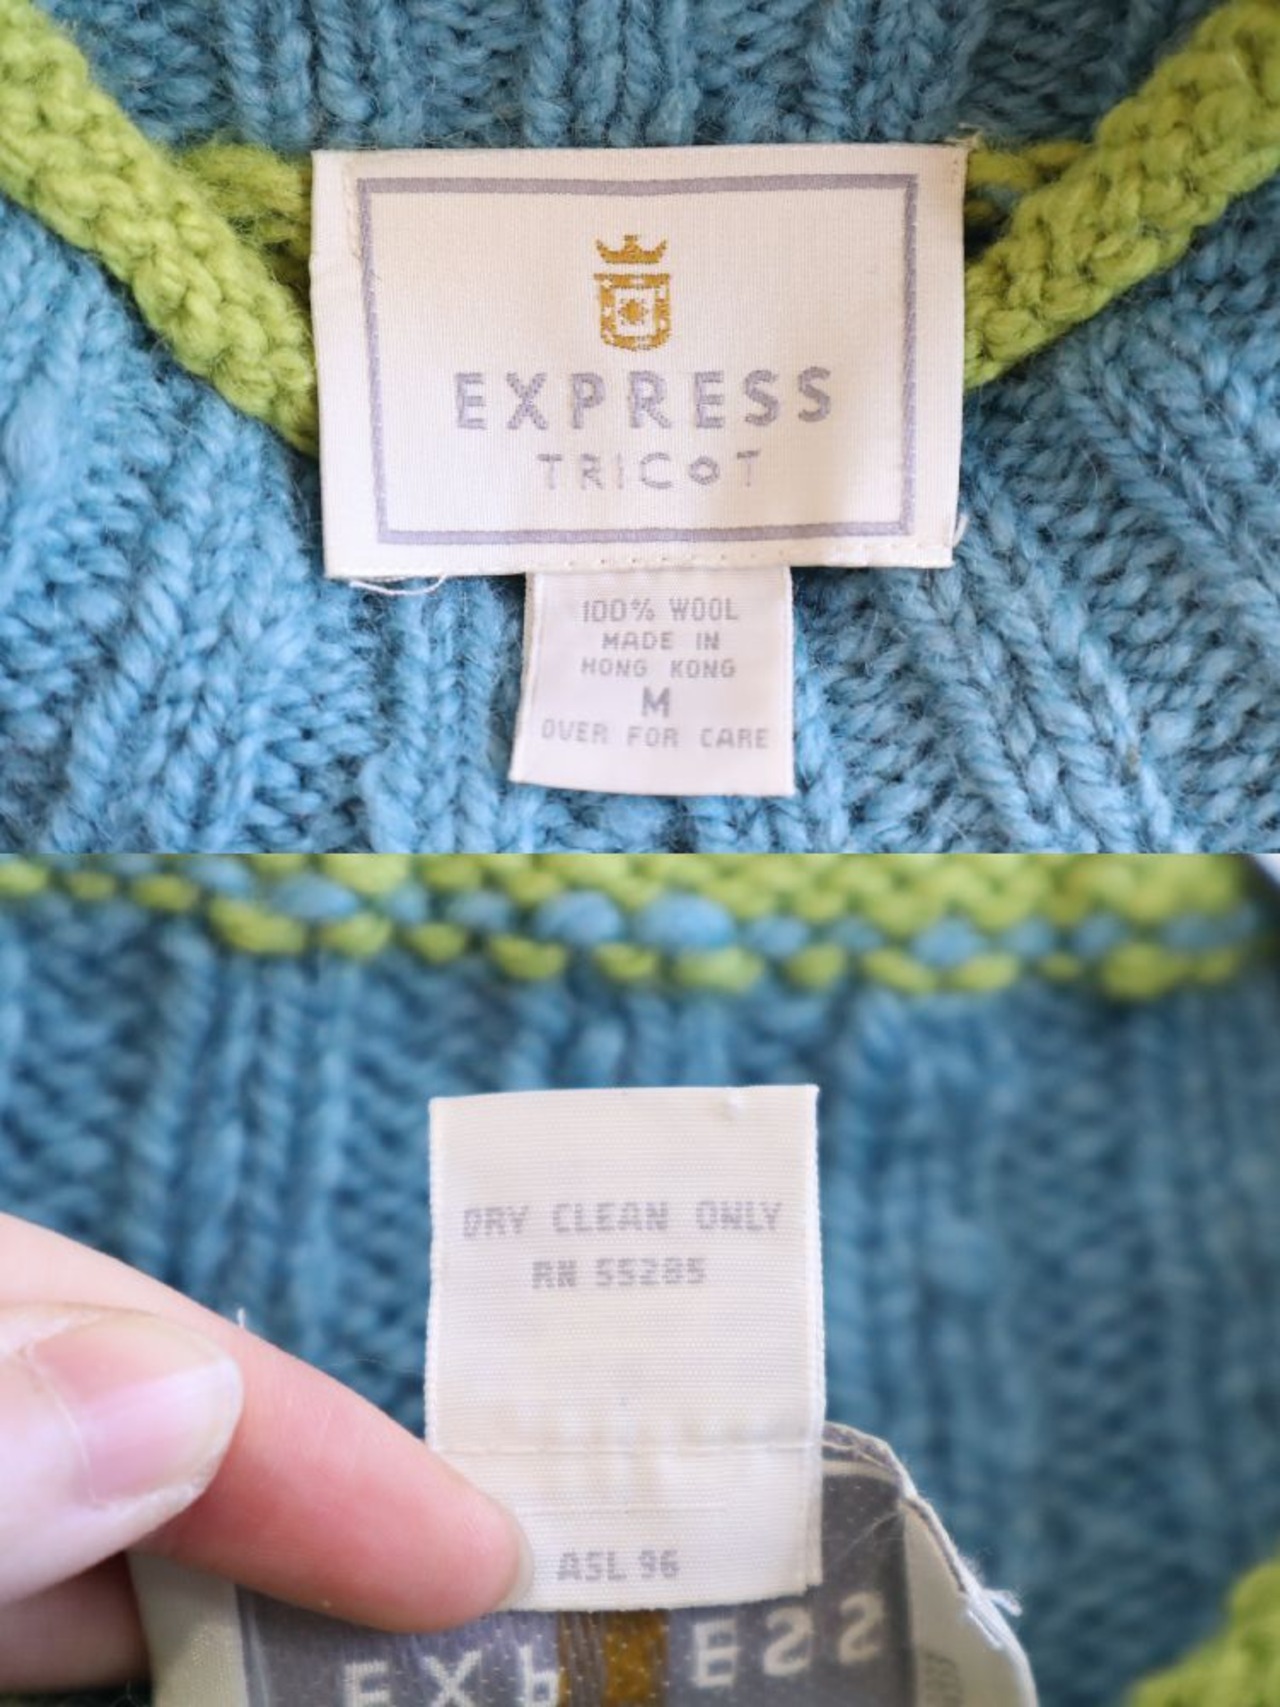 EXPRESS
TRICOT
100% WOOL
MADE IN
HONG KONG
M
OVER FOR CARE
DRY CLEAN ONLY
RN 55285
ASL 96